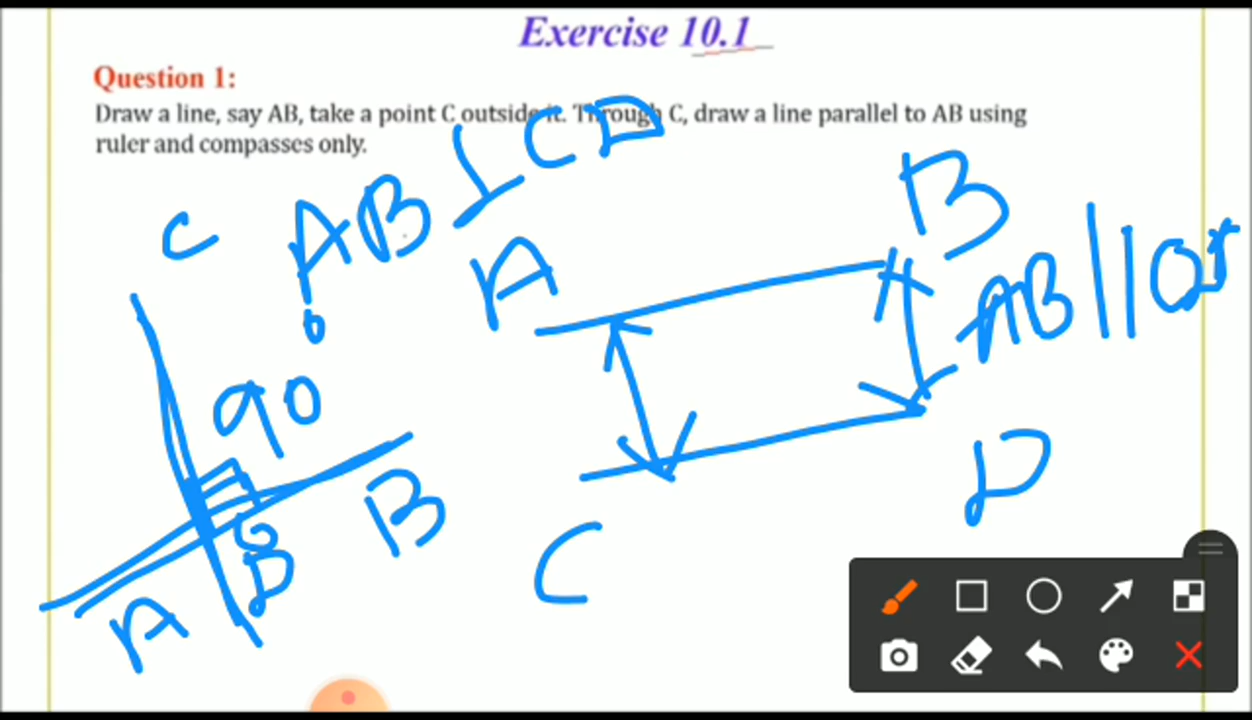 Exercise 10.1
Question 1:
Draw a line, say AB, take a point C outside it. Through C, draw a line parallel to AB using
ruler and compasses only.
C
AB ⊥ CD
A
B
AB ||
90
B
D
A
C
D